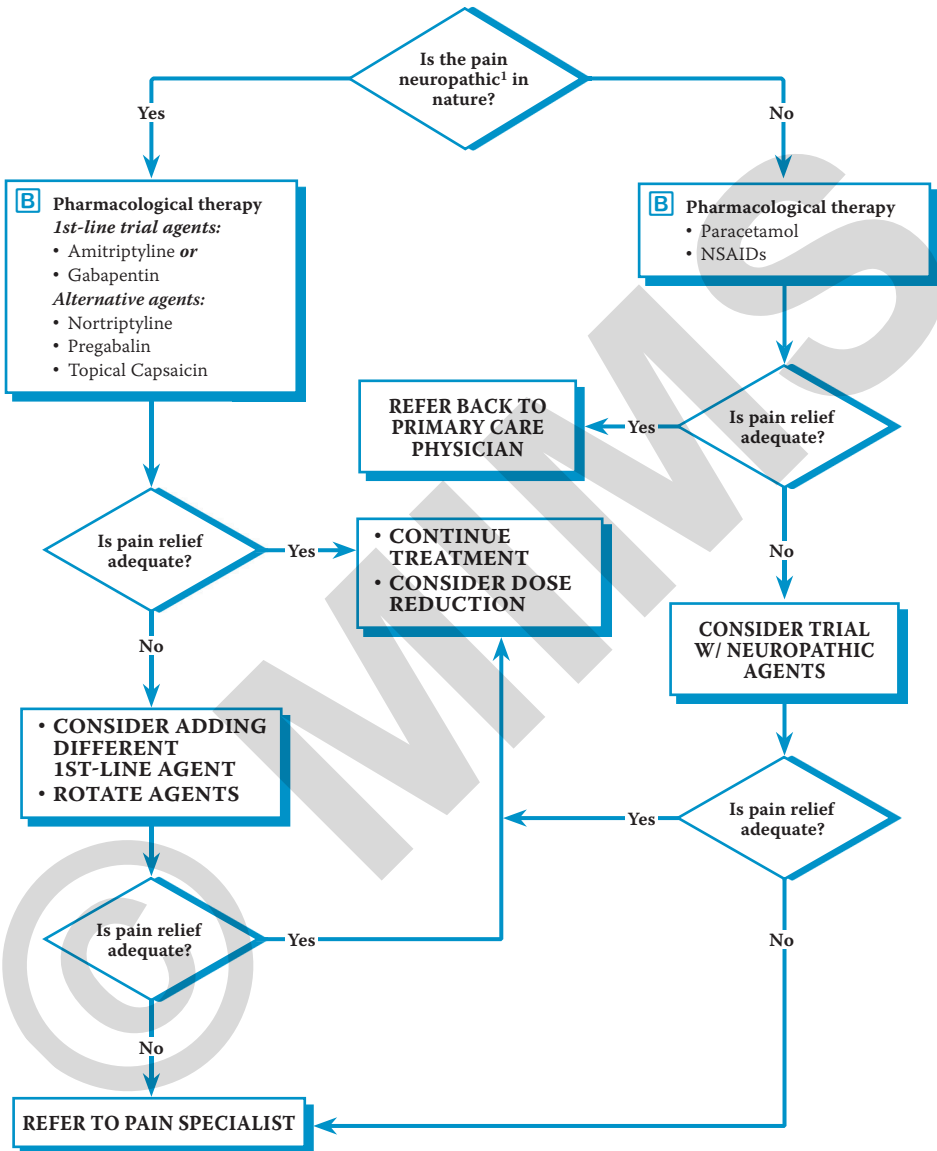 Is the pain
neuropathic¹ in
nature?
Yes
No
B Pharmacological therapy
1st-line trial agents:
• Amitriptyline or
• Gabapentin
Alternative agents:
• Nortriptyline
• Pregabalin
• Topical Capsaicin
B Pharmacological therapy
• Paracetamol
• NSAIDs
REFER BACK TO
PRIMARY CARE
PHYSICIAN
Yes
Is pain relief
adequate?
Is pain relief
adequate?
Yes
• CONTINUE
TREATMENT
• CONSIDER DOSE
REDUCTION
No
No
CONSIDER TRIAL
W/ NEUROPATHIC
AGENTS
• CONSIDER ADDING
DIFFERENT
1ST-LINE AGENT
• ROTATE AGENTS
Yes
Is pain relief
adequate?
Is pain relief
adequate?
Yes
No
No
REFER TO PAIN SPECIALIST
© MIMS